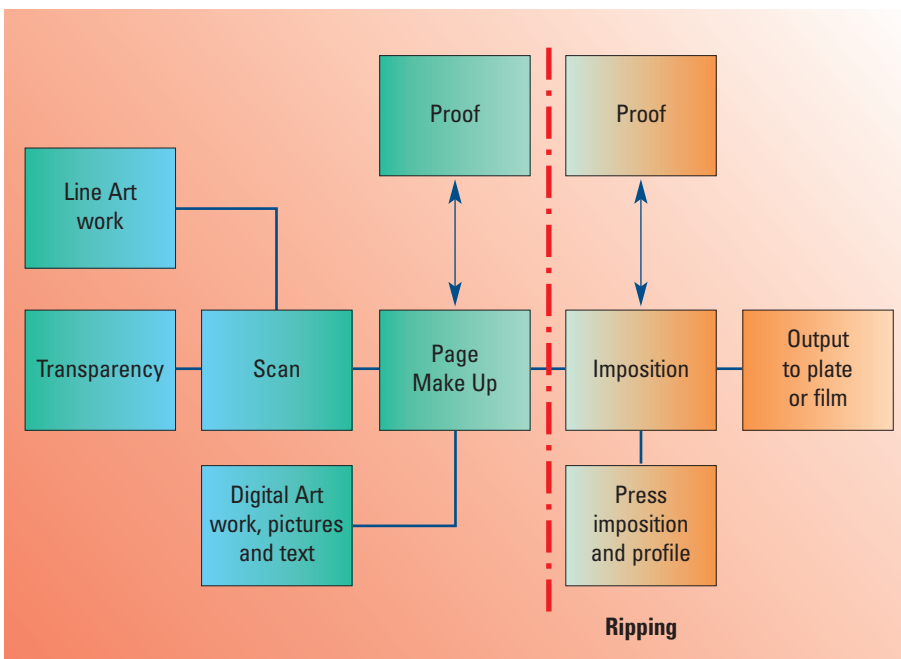 Proof
Proof
Line Art
work
Transparency
Scan
Page
Make Up
Imposition
Output
to plate
or film
Digital Art
work, pictures
and text
Press
imposition
and profile
Ripping